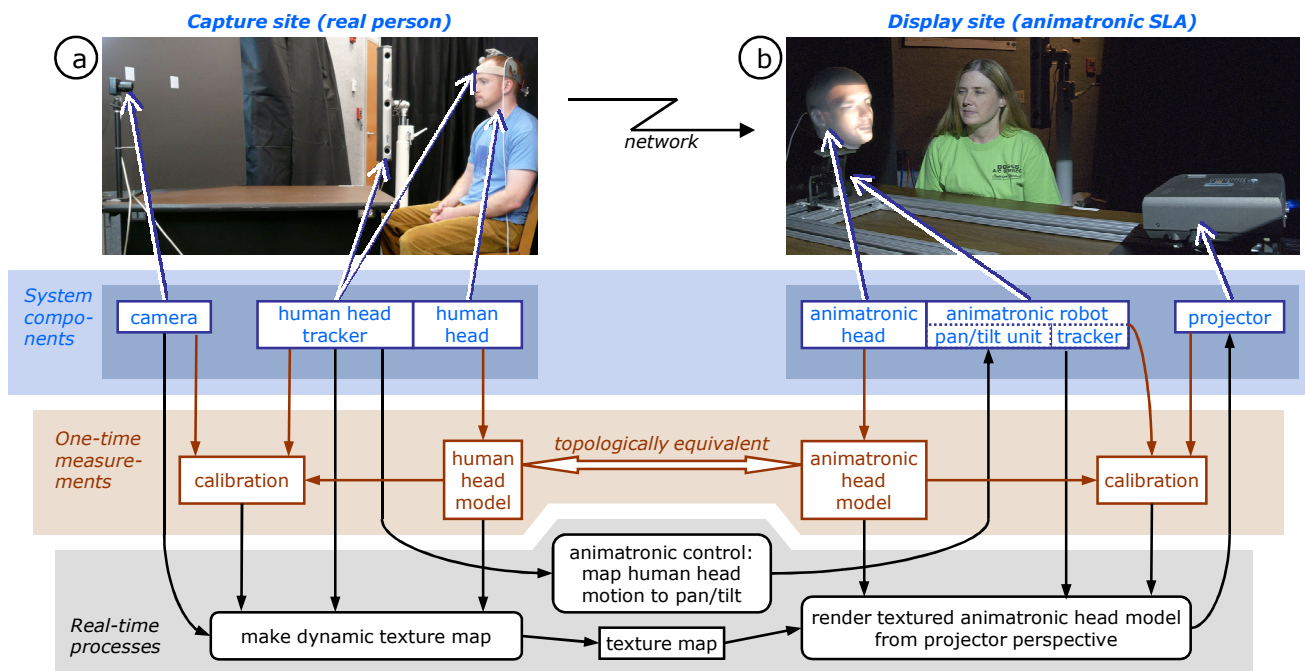 Capture site (real person)
Display site (animatronic SLA)
a
b
network
System
compo-
nents
camera
human head
tracker
human
head
animatronic
head
animatronic robot
pan/tilt unit
tracker
projector
One-time
measure-
ments
calibration
human
head
model
topologically equivalent
animatronic
head
model
calibration
animatronic control:
map human head
motion to pan/tilt
Real-time
processes
make dynamic texture map
texture map
render textured animatronic head model
from projector perspective